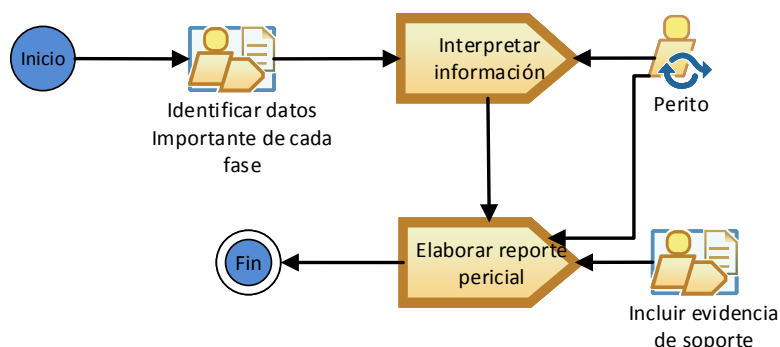 Inicio
Identificar datos
Importante de cada
fase
Interpretar
información
Perito
Elaborar reporte
pericial
Fin
Incluir evidencia
de soporte